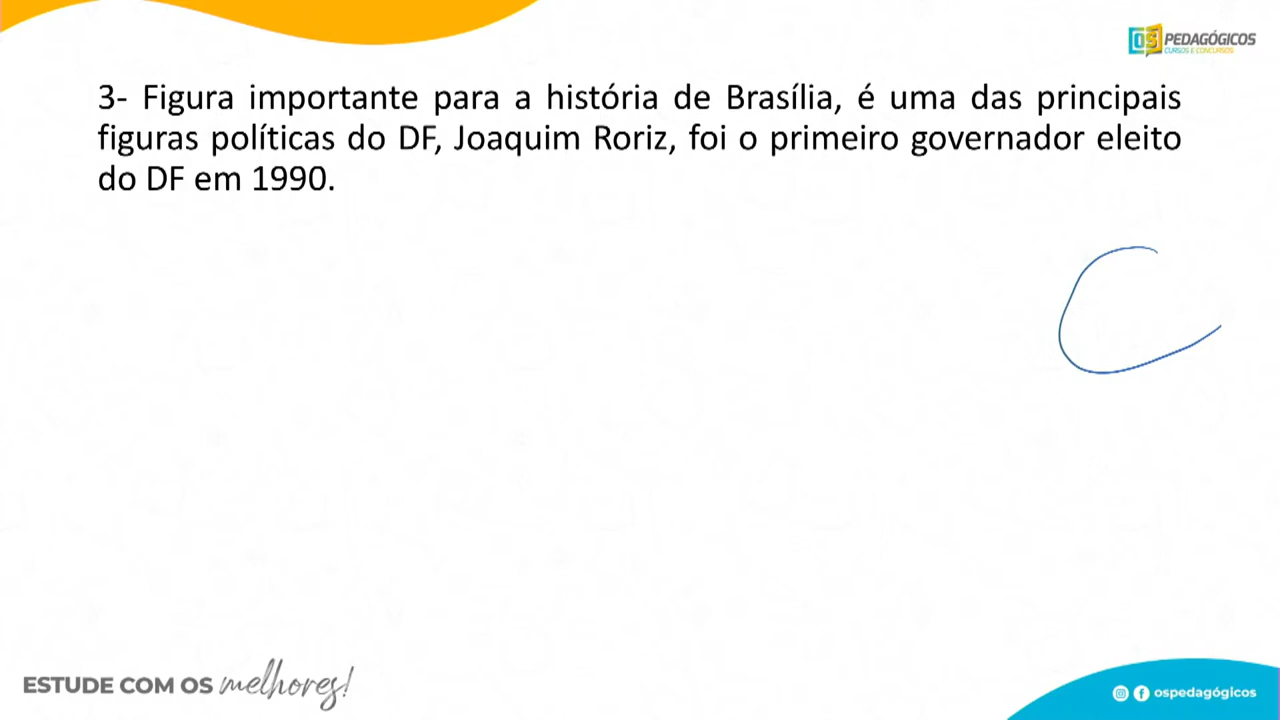 OS PEDAGÓGICOS
CURSOS E CONCURSOS
3- Figura importante para a história de Brasília, é uma das principais
figuras políticas do DF, Joaquim Roriz, foi o primeiro governador eleito
do DF em 1990.
C
ESTUDE COM OS melhores!
ospedagógicos